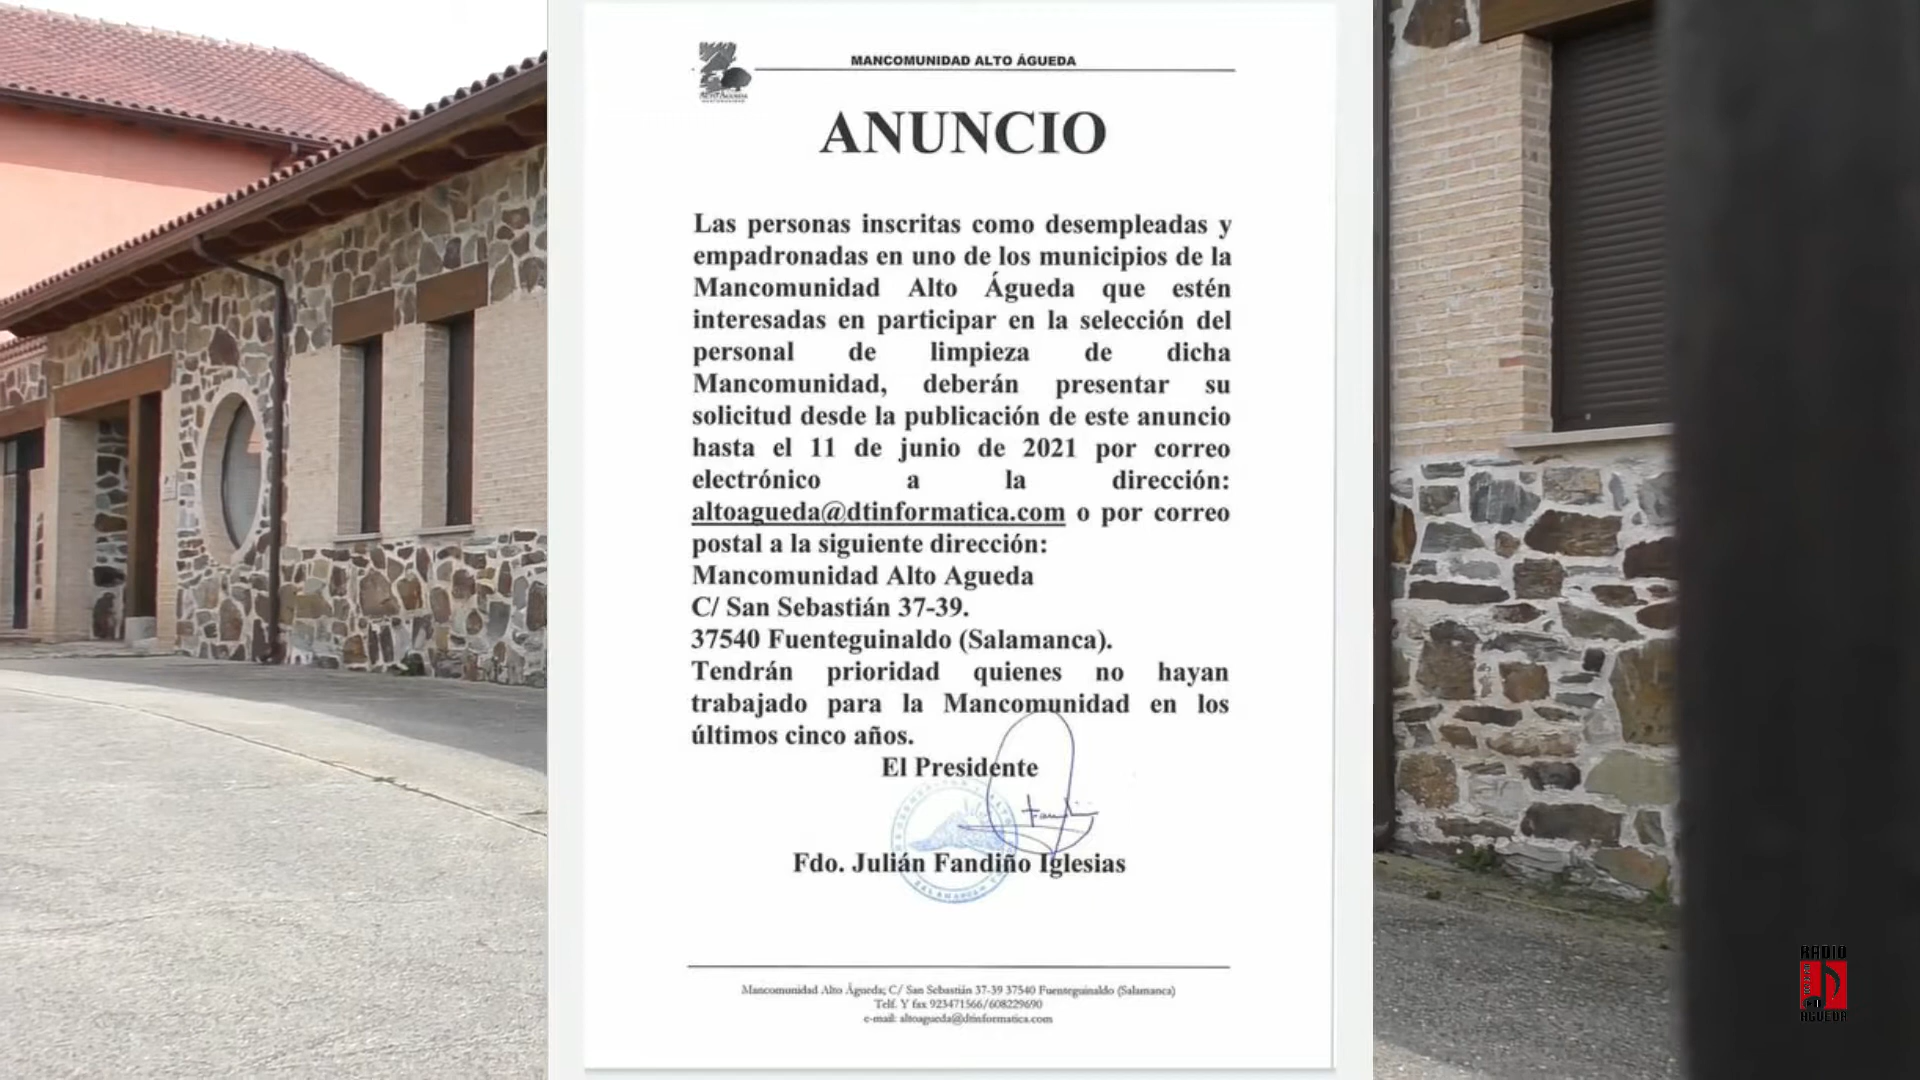 MANCOMUNIDAD ALTO ÁGUEDA
ALTO ÁGUEDA
ANUNCIO
Las personas inscritas como desempleadas y
empadronadas en uno de los municipios de la
Mancomunidad Alto Águeda que estén
interesadas en participar en la selección del
personal de limpieza de dicha
Mancomunidad, deberán presentar su
solicitud desde la publicación de este anuncio
hasta el 11 de junio de 2021 por correo
electrónico a la dirección:
altoagueda@dtinformatica.com o por correo
postal a la siguiente dirección:
Mancomunidad Alto Agueda
C/ San Sebastián 37-39.
37540 Fuenteguinaldo (Salamanca).
Tendrán prioridad quienes no hayan
trabajado para la Mancomunidad en los
últimos cinco años.
El Presidente
Fdo. Julián Fandiño Iglesias
Mancomunidad Alto Águeda; C/ San Sebastián 37-39 37540 Fuenteguinaldo (Salamanca)
Telf. Y fax 923471566/608229690
e-mail: altoagueda@dtinformatica.com
RADIO
AGUEDA